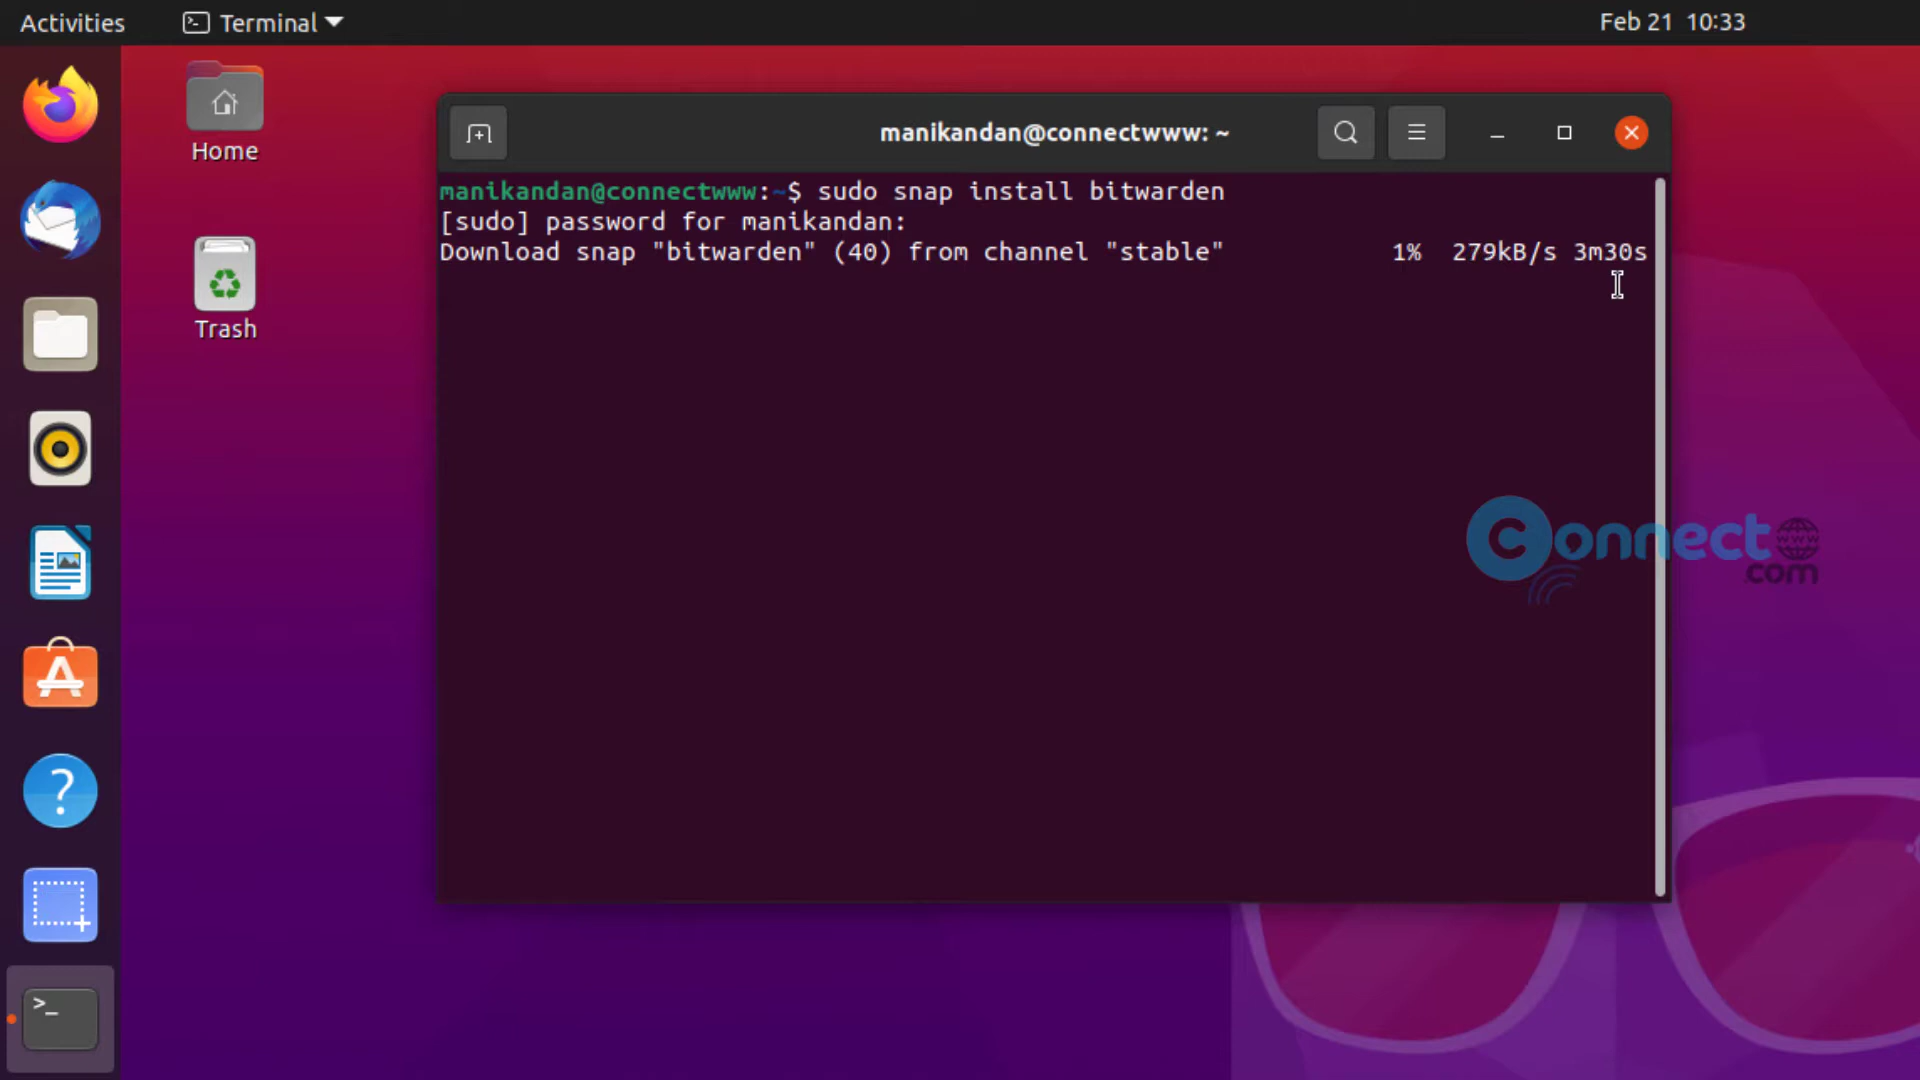 Activities
Terminal
Feb 21 10:33
Home
Trash
manikandan@connectwww: ~
manikandan@connectwww:~$ sudo snap install bitwarden
[sudo] password for manikandan:
Download snap "bitwarden" (40) from channel "stable" 1% 279kB/s 3m30s
Connect www
.com
?
>_